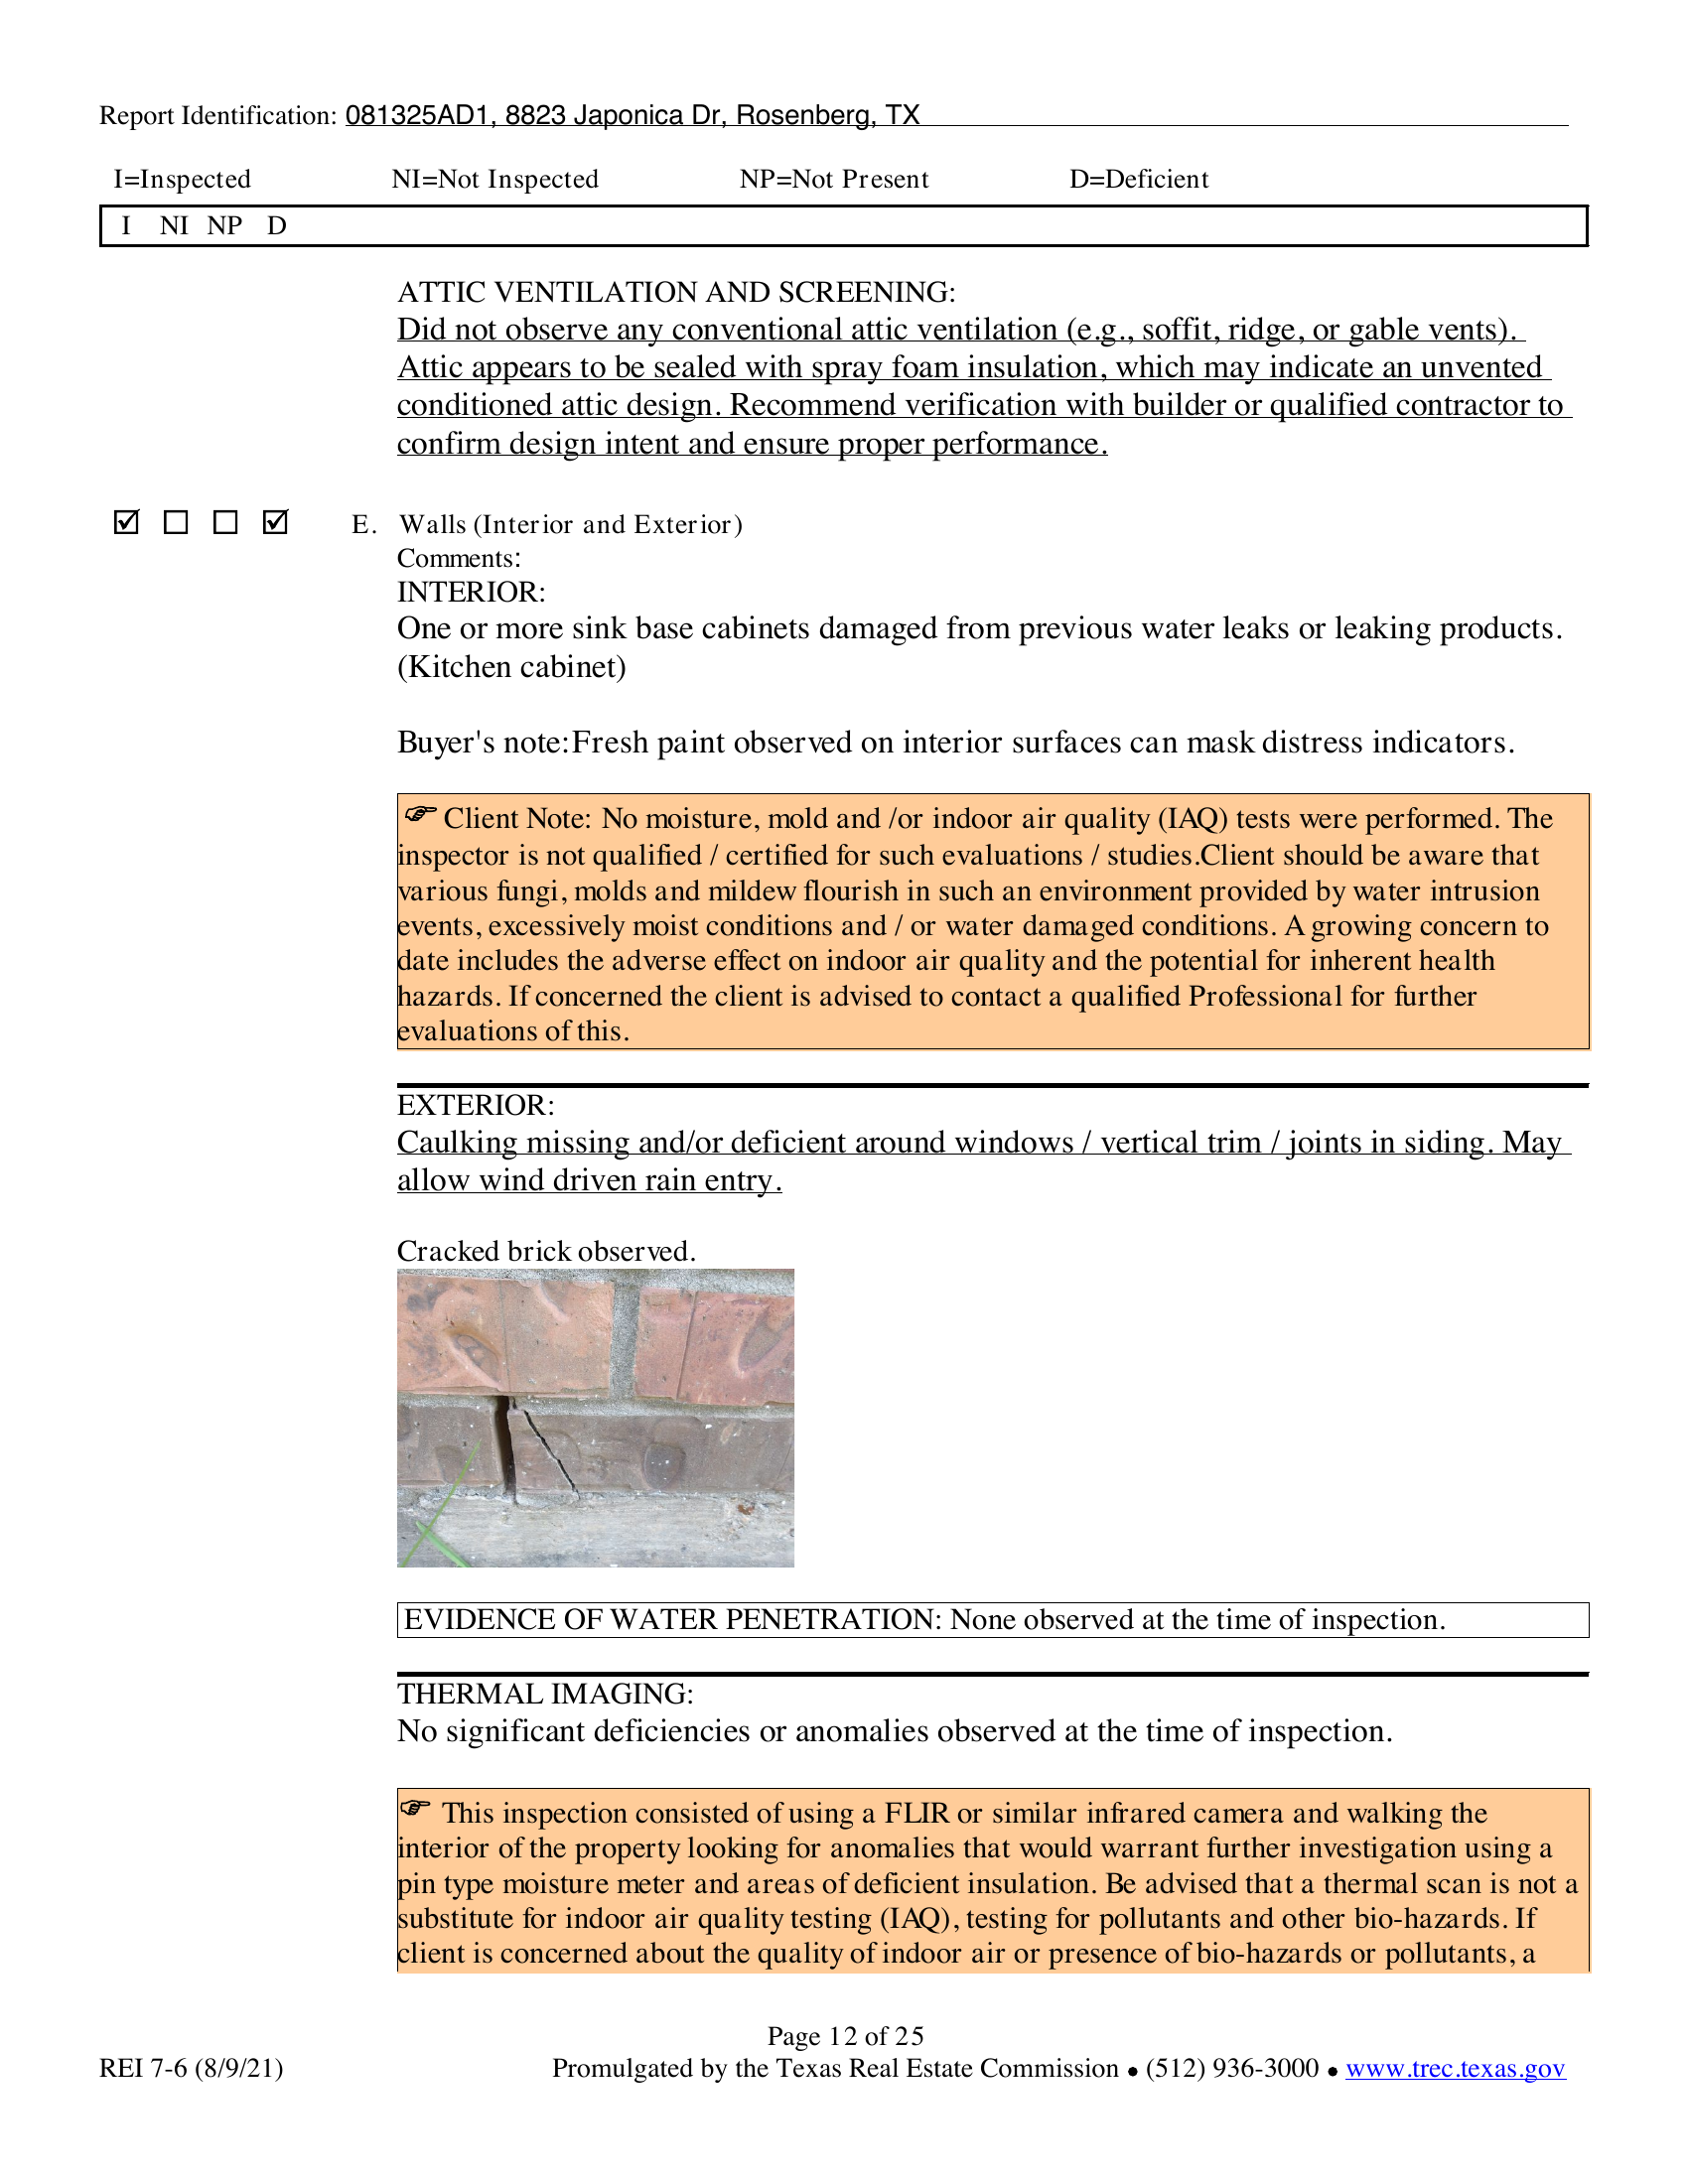 Report Identification: 081325AD1, 8823 Japonica Dr, Rosenberg, TX
I=Inspected NI=Not Inspected NP=Not Present D=Deficient
I NI NP D
ATTIC VENTILATION AND SCREENING:
Did not observe any conventional attic ventilation (e.g., soffit, ridge, or gable vents).
Attic appears to be sealed with spray foam insulation, which may indicate an unvented
conditioned attic design. Recommend verification with builder or qualified contractor to
confirm design intent and ensure proper performance.
☑ ☐ ☐ ☑ E. Walls (Interior and Exterior)
Comments:
INTERIOR:
One or more sink base cabinets damaged from previous water leaks or leaking products.
(Kitchen cabinet)
Buyer's note:Fresh paint observed on interior surfaces can mask distress indicators.
☞ Client Note: No moisture, mold and /or indoor air quality (IAQ) tests were performed. The
inspector is not qualified / certified for such evaluations / studies.Client should be aware that
various fungi, molds and mildew flourish in such an environment provided by water intrusion
events, excessively moist conditions and / or water damaged conditions. A growing concern to
date includes the adverse effect on indoor air quality and the potential for inherent health
hazards. If concerned the client is advised to contact a qualified Professional for further
evaluations of this.
EXTERIOR:
Caulking missing and/or deficient around windows / vertical trim / joints in siding. May
allow wind driven rain entry.
Cracked brick observed.
EVIDENCE OF WATER PENETRATION: None observed at the time of inspection.
THERMAL IMAGING:
No significant deficiencies or anomalies observed at the time of inspection.
☞ This inspection consisted of using a FLIR or similar infrared camera and walking the
interior of the property looking for anomalies that would warrant further investigation using a
pin type moisture meter and areas of deficient insulation. Be advised that a thermal scan is not a
substitute for indoor air quality testing (IAQ), testing for pollutants and other bio-hazards. If
client is concerned about the quality of indoor air or presence of bio-hazards or pollutants, a
Page 12 of 25
REI 7-6 (8/9/21) Promulgated by the Texas Real Estate Commission ● (512) 936-3000 ● www.trec.texas.gov